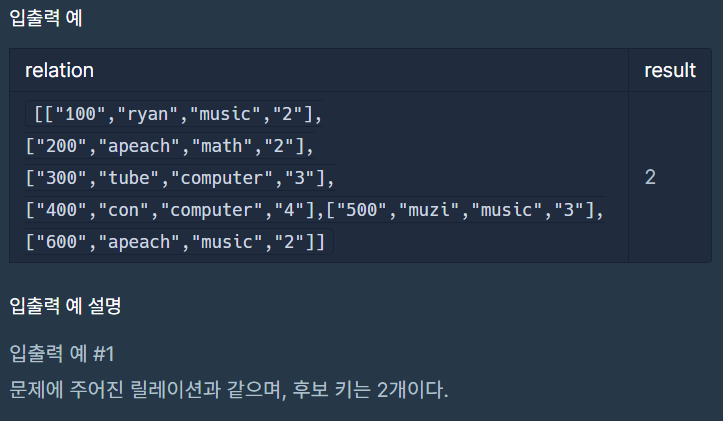 입출력 예
relation result
[["100","ryan","music","2"],
["200","apeach","math","2"],
["300","tube","computer","3"],
["400","con","computer","4"],["500","muzi","music","3"],
["600","apeach","music","2"]]
2
입출력 예 설명
입출력 예 #1
문제에 주어진 릴레이션과 같으며, 후보 키는 2개이다.